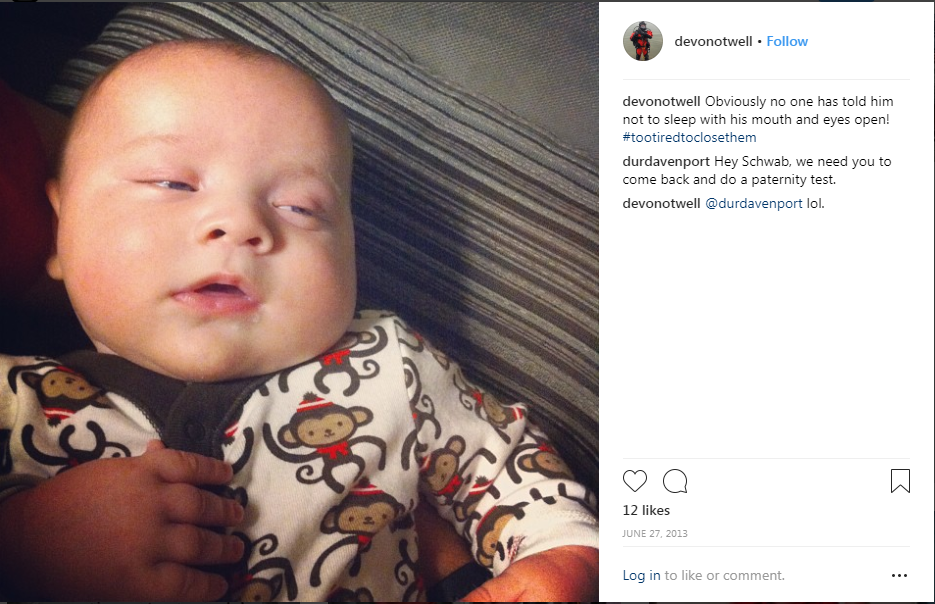 devonotwell • Follow
devonotwell Obviously no one has told him
not to sleep with his mouth and eyes open!
#tootiredtoclosethem
durdavenport Hey Schwab, we need you to
come back and do a paternity test.
devonotwell @durdavenport lol.
12 likes
JUNE 27, 2013
Log in to like or comment.